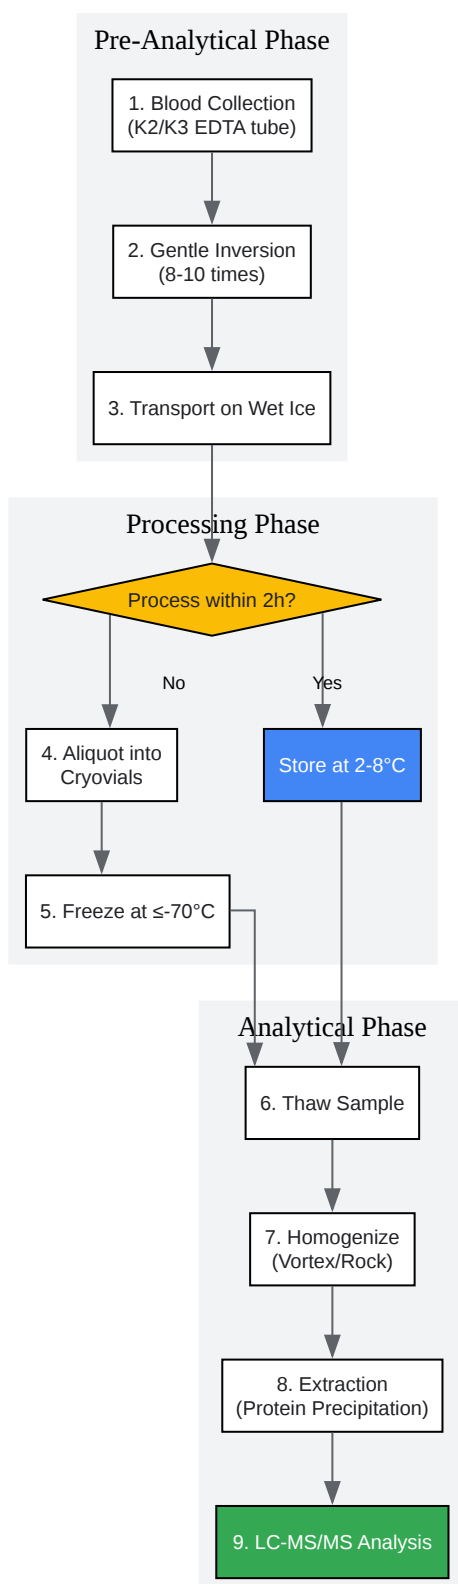 Pre-Analytical Phase
1. Blood Collection
(K2/K3 EDTA tube)
2. Gentle Inversion
(8-10 times)
3. Transport on Wet Ice
Processing Phase
Process within 2h?
No
Yes
4. Aliquot into
Cryovials
Store at 2-8°C
5. Freeze at ≤-70°C
Analytical Phase
6. Thaw Sample
7. Homogenize
(Vortex/Rock)
8. Extraction
(Protein Precipitation)
9. LC-MS/MS Analysis